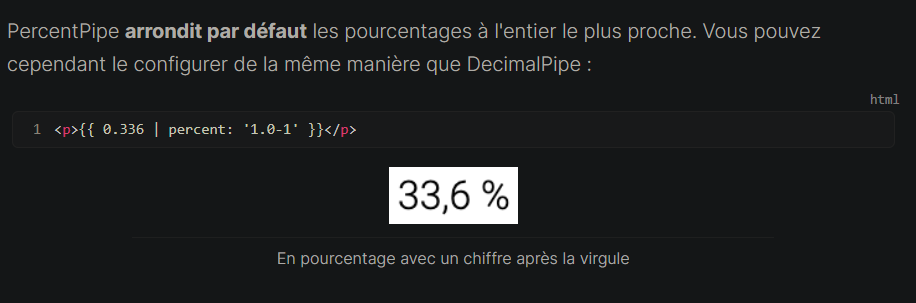 PercentPipe arrondit par défaut les pourcentages à l'entier le plus proche. Vous pouvez
cependant le configurer de la même manière que DecimalPipe :
html
1 <p>{{ 0.336 | percent: '1.0-1' }}</p>
33,6 %
En pourcentage avec un chiffre après la virgule